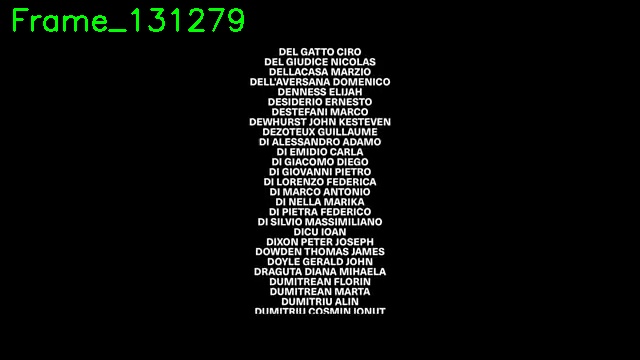 Frame_131279
DEL GATTO CIRO
DEL GIUDICE NICOLAS
DELLACASA MARZIO
DELL'AVERSANA DOMENICO
DENNESS ELIJAH
DESIDERIO ERNESTO
DESTEFANI MARCO
DEWHURST JOHN KESTEVEN
DEZOTEUX GUILLAUME
DI ALESSANDRO ADAMO
DI EMIDIO CARLA
DI GIACOMO DIEGO
DI GIOVANNI PIETRO
DI LORENZO FEDERICA
DI MARCO ANTONIO
DI NELLA MARIKA
DI PIETRA FEDERICO
DI SILVIO MASSIMILIANO
DICU IOAN
DIXON PETER JOSEPH
DOWDEN THOMAS JAMES
DOYLE GERALD JOHN
DRAGUTA DIANA MIHAELA
DUMITREAN FLORIN
DUMITREAN MARTA
DUMITRIU ALIN
DUMITRIU COSMIN IONUT